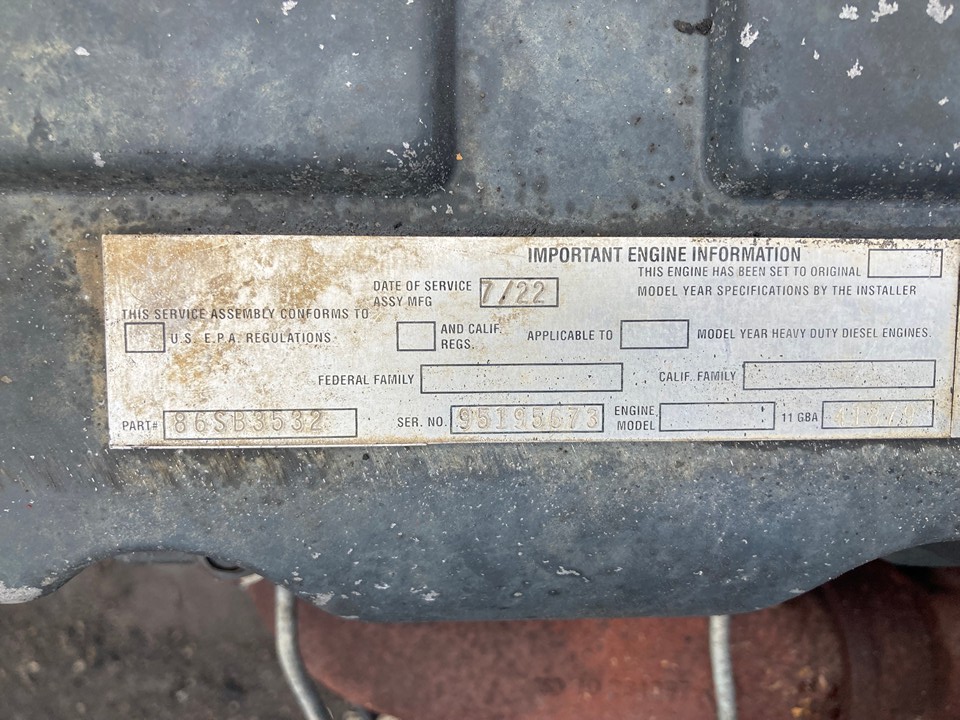 IMPORTANT ENGINE INFORMATION
THIS ENGINE HAS BEEN SET TO ORIGINAL
MODEL YEAR SPECIFICATIONS BY THE INSTALLER
DATE OF SERVICE ASSY MFG 7/22
THIS SERVICE ASSEMBLY CONFORMS TO
U.S. E.P.A. REGULATIONS
AND CALIF. REGS.
APPLICABLE TO
MODEL YEAR HEAVY DUTY DIESEL ENGINES.
FEDERAL FAMILY
CALIF. FAMILY
PART# 86SB3532
SER. NO. 95195673
ENGINE MODEL
11 GBA